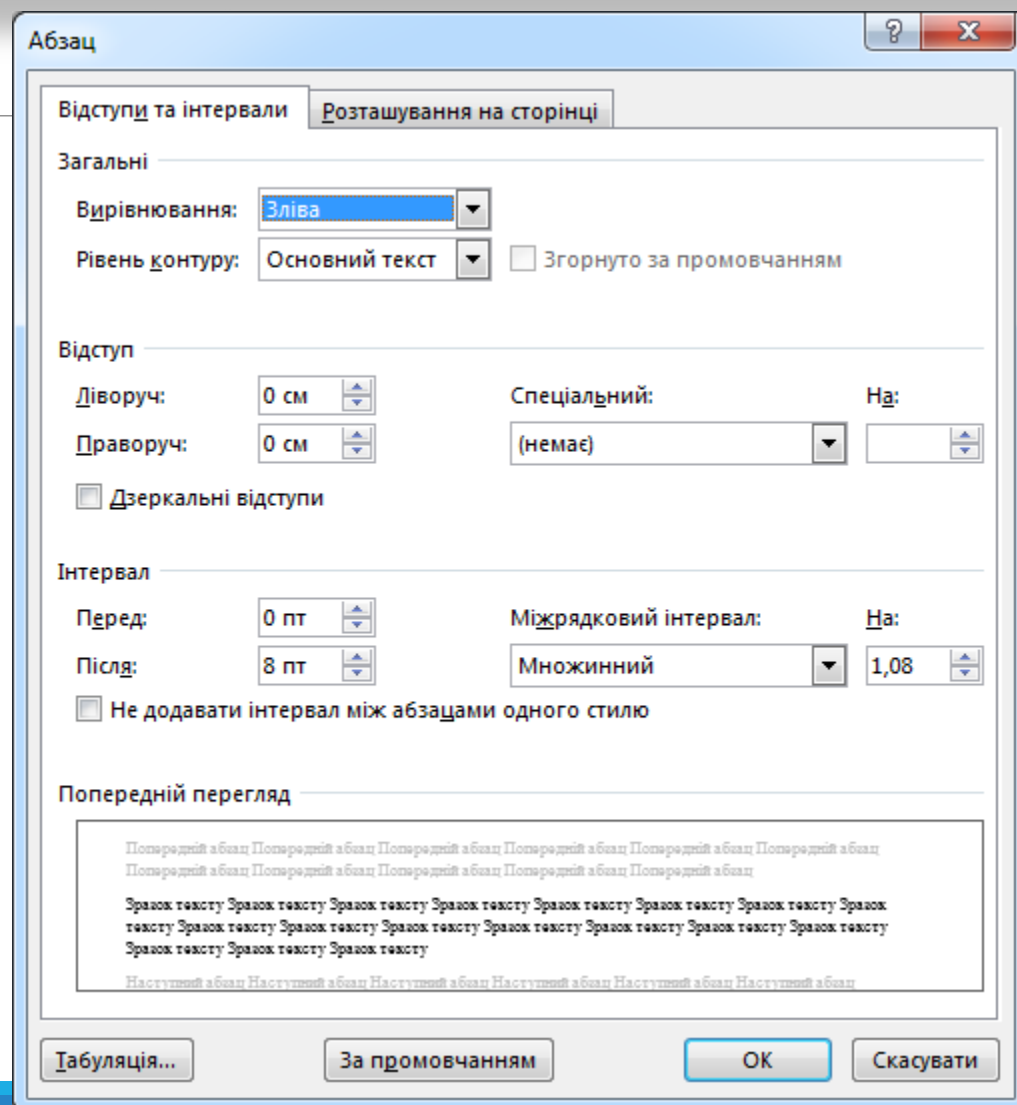 Абзац
Відступи та інтервали Розташування на сторінці
Загальні
Вирівнювання: Зліва
Рівень контуру: Основний текст Згорнуто за промовчанням
Відступ
Ліворуч: 0 см Спеціальний: На:
Праворуч: 0 см (немає)
Дзеркальні відступи
Інтервал
Перед: 0 пт Міжрядковий інтервал: На:
Після: 8 пт Множинний 1,08
Не додавати інтервал між абзацами одного стилю
Попередній перегляд
Попередній абзац Попередній абзац Попередній абзац Попередній абзац Попередній абзац Попередній абзац
Попередній абзац Попередній абзац Попередній абзац Попередній абзац Попередній абзац
Зразок тексту Зразок тексту Зразок тексту Зразок тексту Зразок тексту Зразок тексту Зразок тексту Зразок
тексту Зразок тексту Зразок тексту Зразок тексту Зразок тексту Зразок тексту Зразок тексту Зразок тексту
Зразок тексту Зразок тексту Зразок тексту
Наступний абзац Наступний абзац Наступний абзац Наступний абзац Наступний абзац Наступний абзац
Табуляція... За промовчанням ОК Скасувати